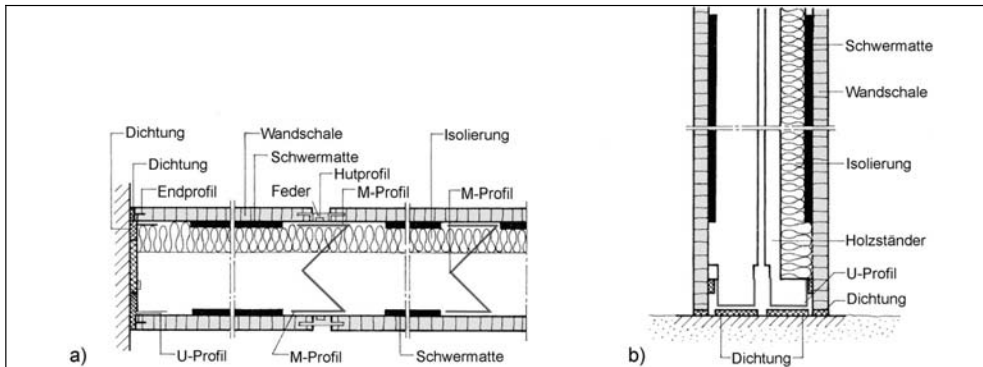 Dichtung
Dichtung
Endprofil
Wandschale
Schwermatte
Hutprofil
Feder
M-Profil
Isolierung
M-Profil
a)
U-Profil
M-Profil
Schwermatte
Schwermatte
Wandschale
Isolierung
Holzständer
U-Profil
Dichtung
b)
Dichtung